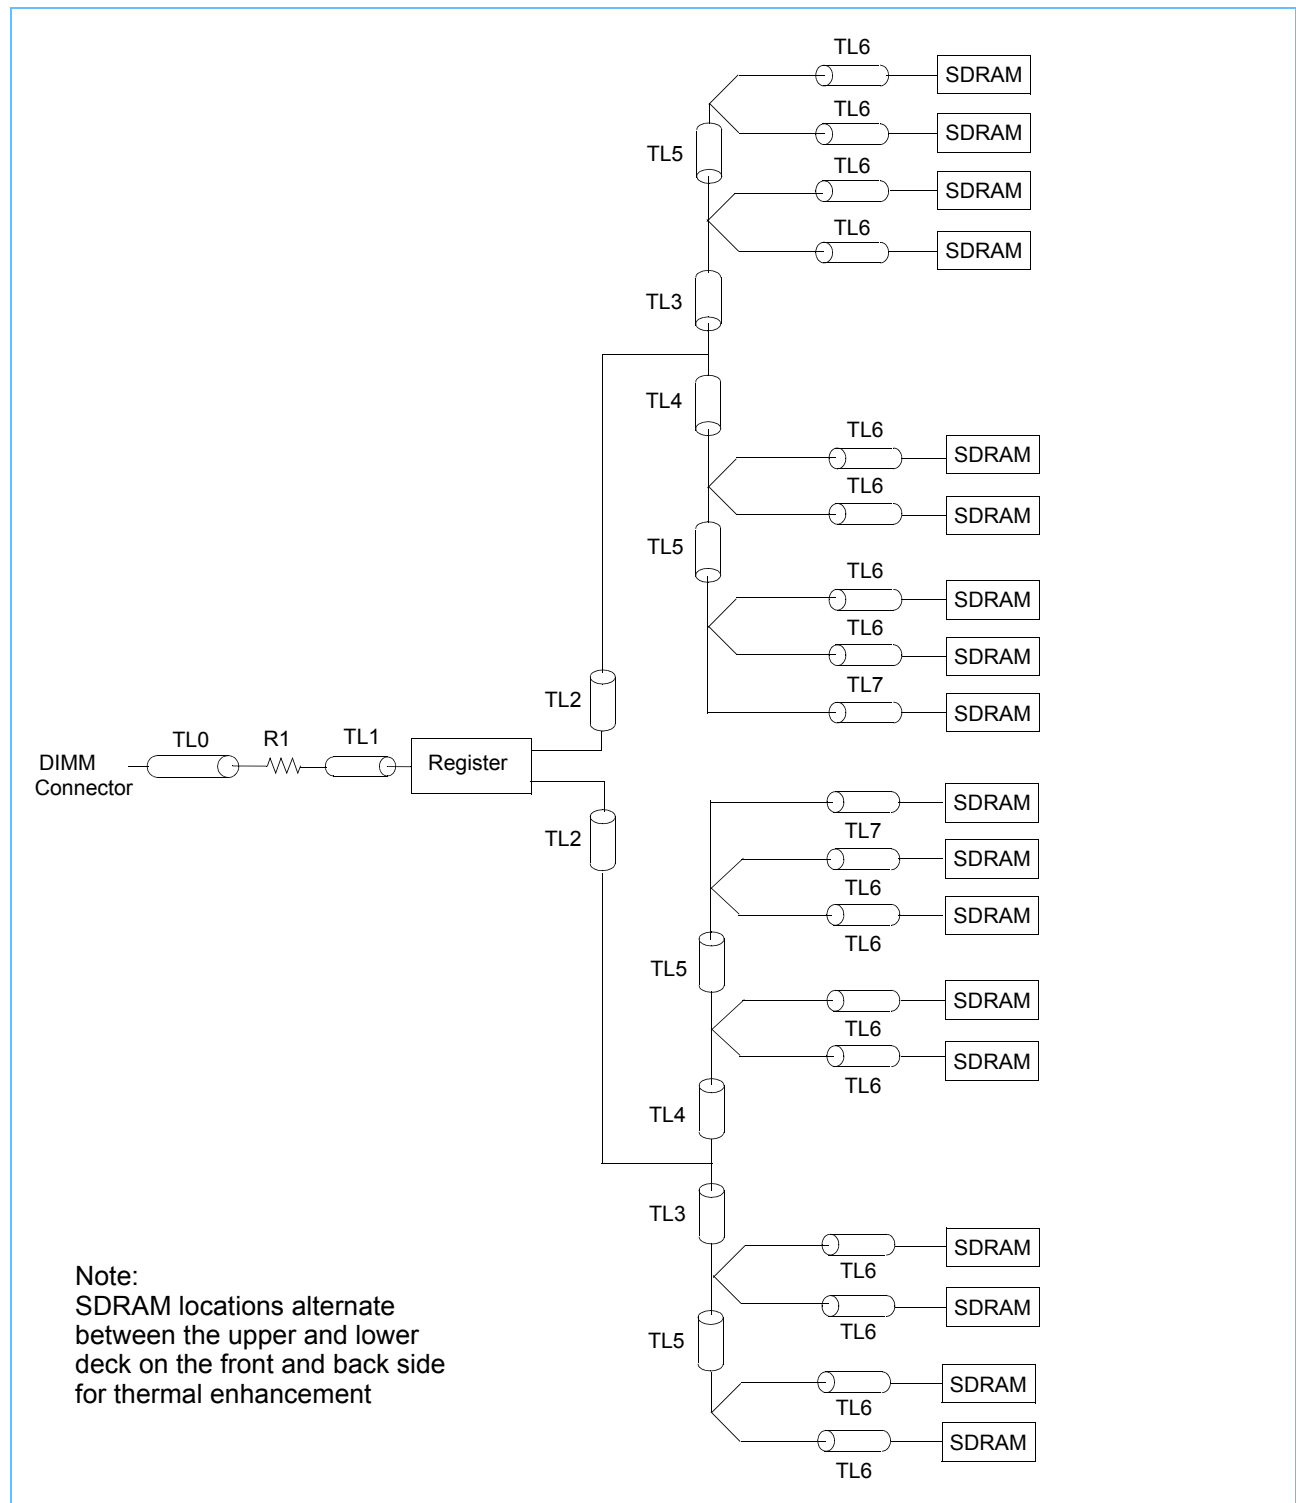 TL6
SDRAM
TL6
SDRAM
TL5
TL6
SDRAM
TL6
SDRAM
TL3
TL4
TL6
SDRAM
TL6
SDRAM
TL5
TL6
SDRAM
TL6
SDRAM
TL7
SDRAM
TL2
DIMM
Connector
TL0
R1
TL1
Register
TL2
SDRAM
TL7
SDRAM
TL6
SDRAM
TL6
TL5
SDRAM
TL6
SDRAM
TL6
TL4
TL3
SDRAM
TL6
SDRAM
TL6
TL5
SDRAM
TL6
SDRAM
TL6
Note:
SDRAM locations alternate
between the upper and lower
deck on the front and back side
for thermal enhancement